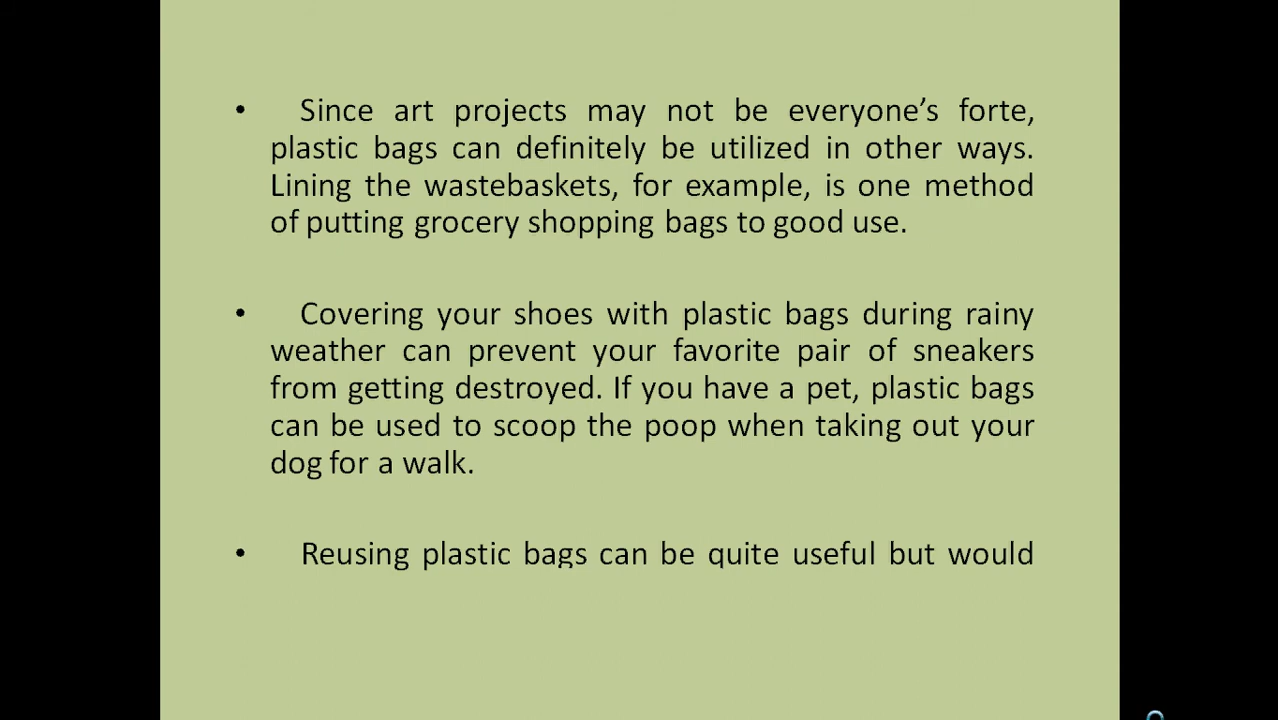 • Since art projects may not be everyone’s forte,
plastic bags can definitely be utilized in other ways.
Lining the wastebaskets, for example, is one method
of putting grocery shopping bags to good use.
• Covering your shoes with plastic bags during rainy
weather can prevent your favorite pair of sneakers
from getting destroyed. If you have a pet, plastic bags
can be used to scoop the poop when taking out your
dog for a walk.
• Reusing plastic bags can be quite useful but would